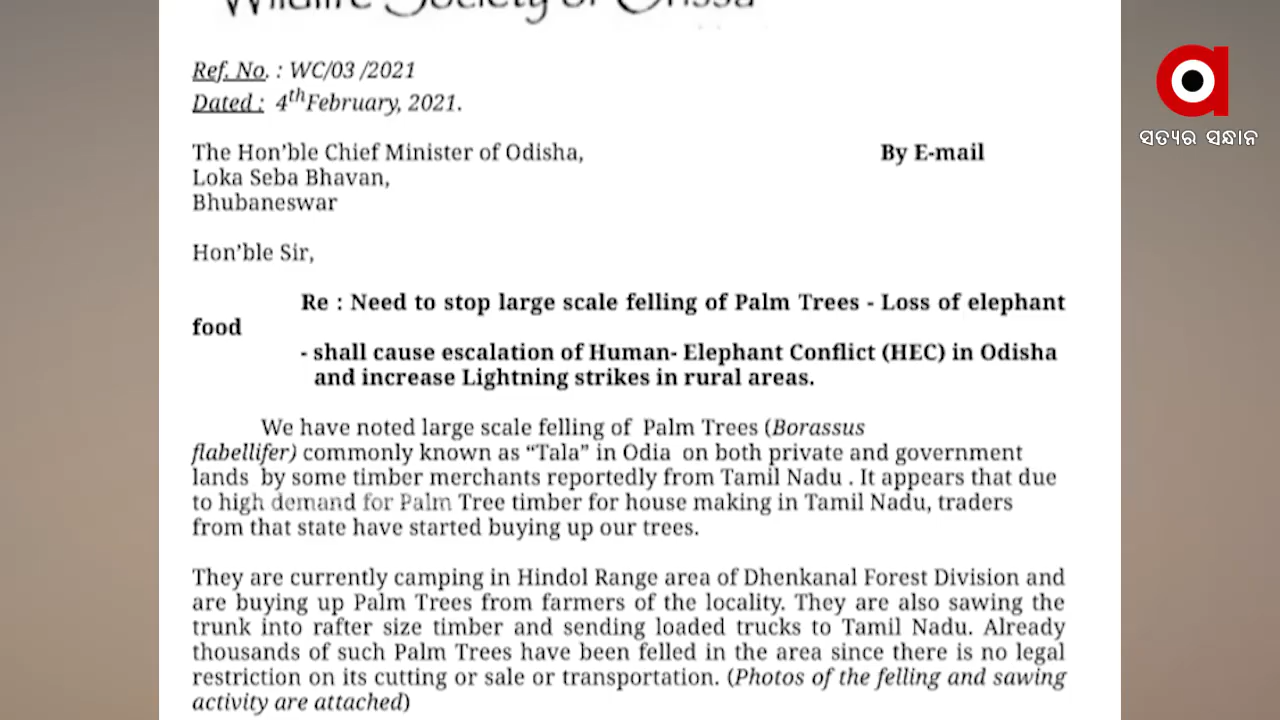 Wildlife Society of Orissa
Ref. No. : WC/03 /2021
Dated : 4th February, 2021.
The Hon'ble Chief Minister of Odisha,
By E-mail
Loka Seba Bhavan,
Bhubaneswar
Hon'ble Sir,
Re : Need to stop large scale felling of Palm Trees - Loss of elephant
food
- shall cause escalation of Human- Elephant Conflict (HEC) in Odisha
and increase Lightning strikes in rural areas.
We have noted large scale felling of Palm Trees (Borassus
flabellifer) commonly known as “Tala” in Odia on both private and government
lands by some timber merchants reportedly from Tamil Nadu . It appears that due
to high demand for Palm Tree timber for house making in Tamil Nadu, traders
from that state have started buying up our trees.
They are currently camping in Hindol Range area of Dhenkanal Forest Division and
are buying up Palm Trees from farmers of the locality. They are also sawing the
trunk into rafter size timber and sending loaded trucks to Tamil Nadu. Already
thousands of such Palm Trees have been felled in the area since there is no legal
restriction on its cutting or sale or transportation. (Photos of the felling and sawing
activity are attached)
ସତ୍ୟର ସନ୍ଧାନ